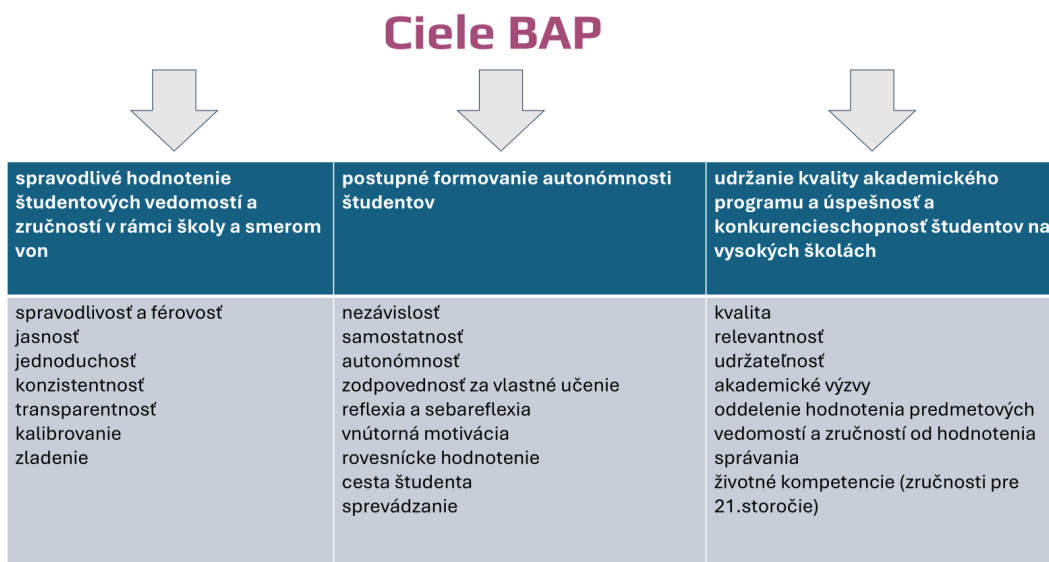 Ciele BAP
spravodlivé hodnotenie
študentových vedomostí a
zručností v rámci školy a smerom
von
postupné formovanie autonómnosti
študentov
udržanie kvality akademického
programu a úspešnosť a
konkurencieschopnosť študentov na
vysokých školách
spravodlivosť a férovosť
jasnosť
jednoduchosť
konzistentnosť
transparentnosť
kalibrovanie
zladenie
nezávislosť
samostatnosť
autonómnosť
zodpovednosť za vlastné učenie
reflexia a sebareflexia
vnútorná motivácia
rovesnícke hodnotenie
cesta študenta
sprevádzanie
kvalita
relevantnosť
udržateľnosť
akademické výzvy
oddelenie hodnotenia predmetových
vedomostí a zručností od hodnotenia
správania
životné kompetencie (zručnosti pre
21.storočie)